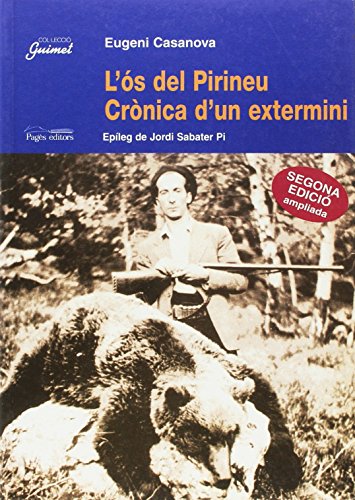 COL·LECCIÓ
Guimet
Pagès editors
Eugeni Casanova
L'ós del Pirineu
Crònica d'un extermini
Epíleg de Jordi Sabater Pi
SEGONA
EDICIÓ
ampliada